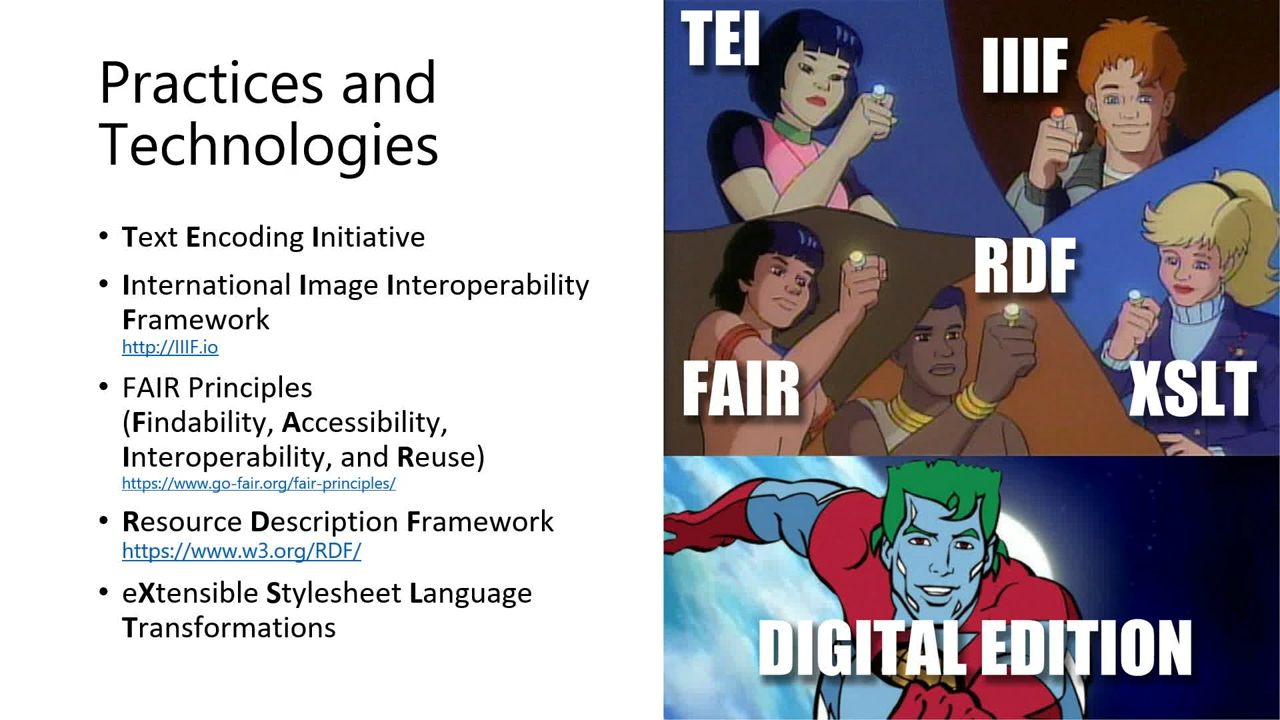 Practices and
Technologies
• Text Encoding Initiative
• International Image Interoperability
Framework
http://IIIF.io
• FAIR Principles
(Findability, Accessibility,
Interoperability, and Reuse)
https://www.go-fair.org/fair-principles/
• Resource Description Framework
https://www.w3.org/RDF/
• eXtensible Stylesheet Language
Transformations
TEI
IIIF
RDF
FAIR
XSLT
DIGITAL EDITION